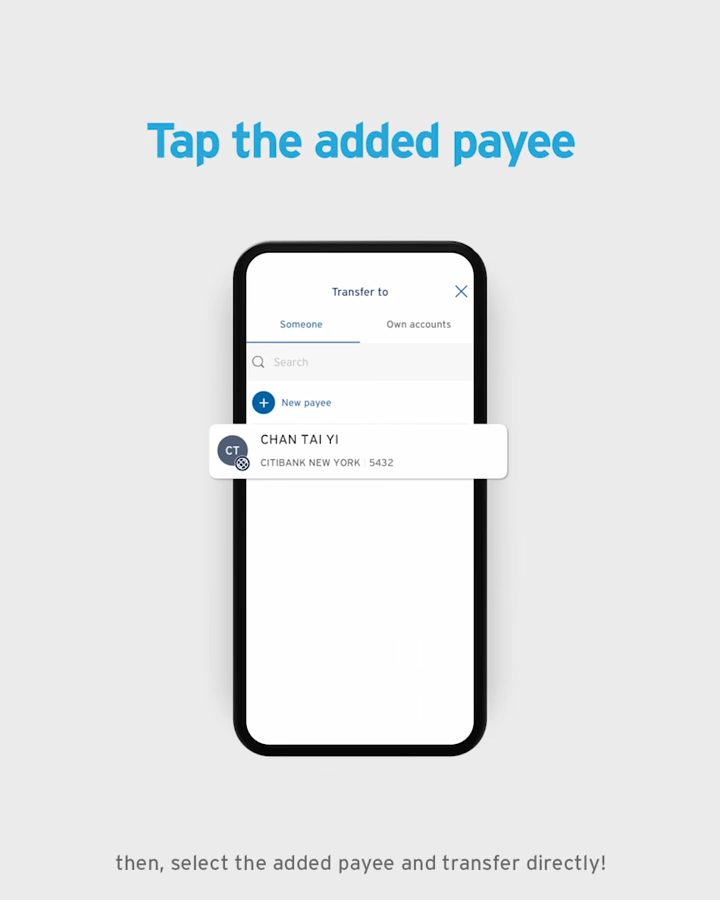 Tap the added payee
Transfer to
Someone
Own accounts
Search
New payee
CT
CHAN TAI YI
CITIBANK NEW YORK | 5432
then, select the added payee and transfer directly!